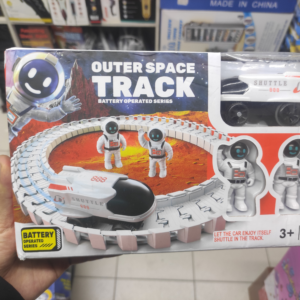 MADE IN CHINA
OUTER SPACE
TRACK
BATTERY OPERATED SERIES
SHUTTLE
BATTERY
OPERATED
SERIES
LET THE CAR ENJOY ITSELF
SHUTTLE IN THE TRACK.
3+